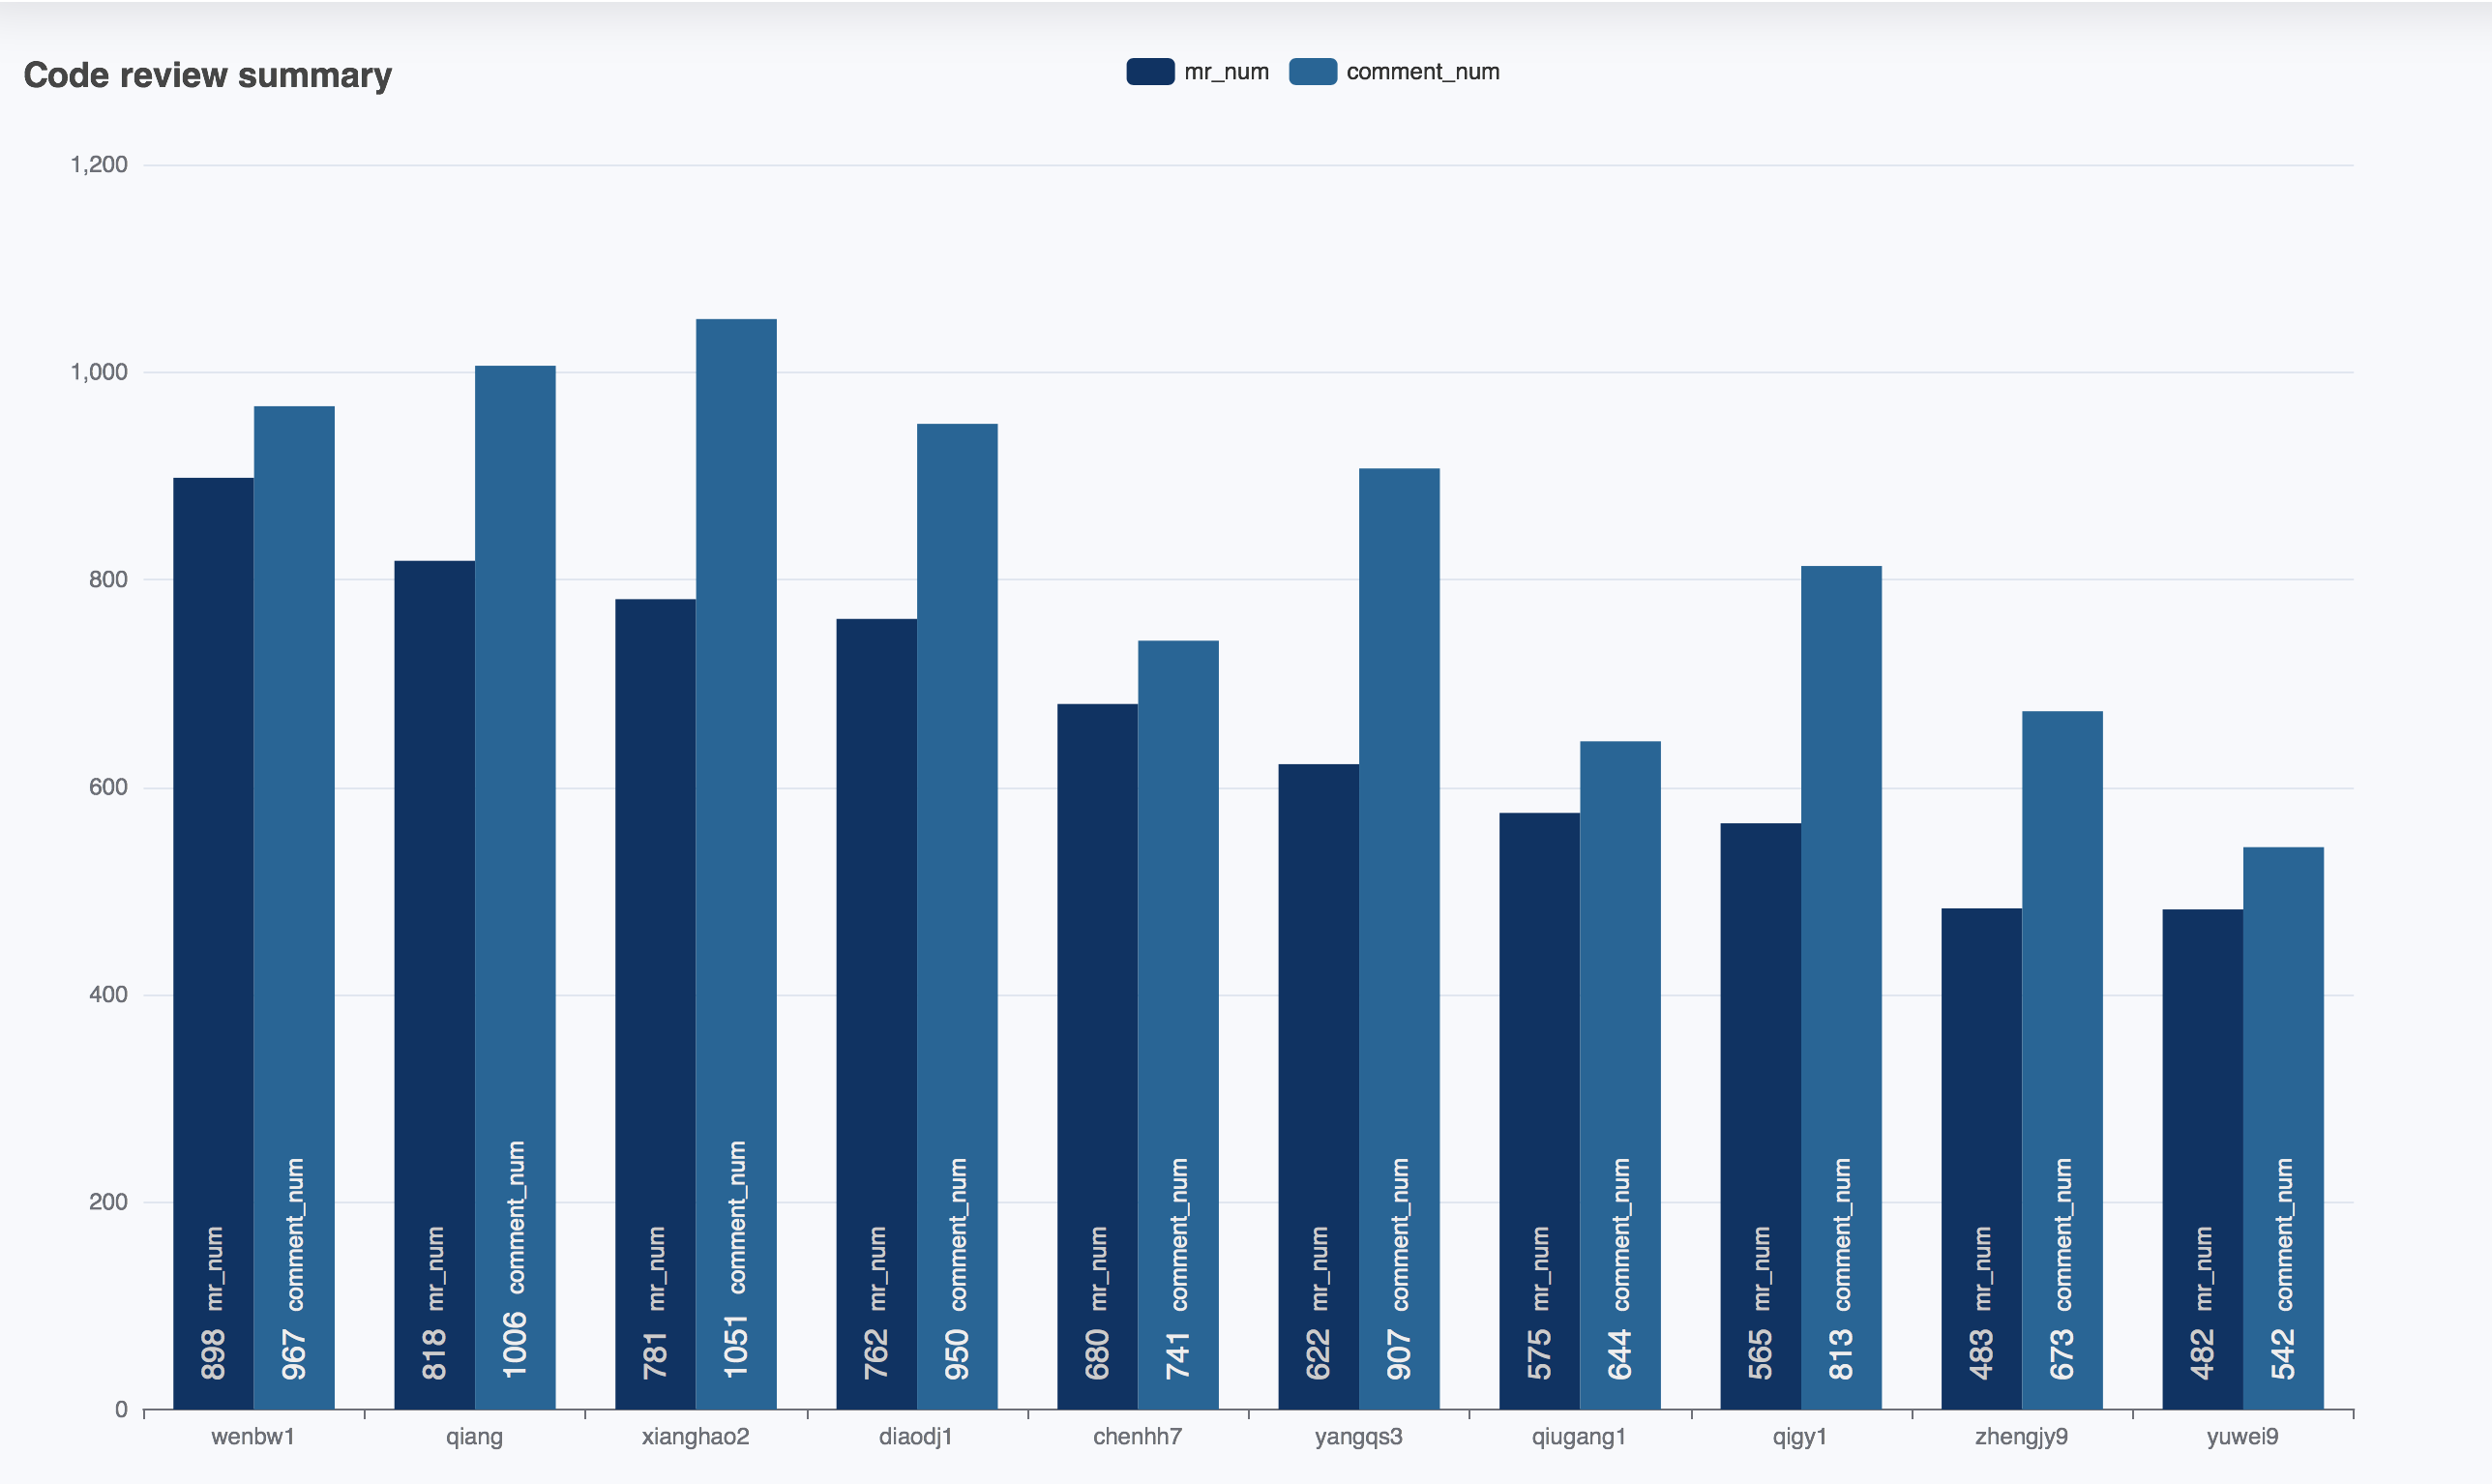 Code review summary
mr_num
comment_num
1,200
1,000
800
600
400
200
0
898 mr_num
967 comment_num
818 mr_num
1006 comment_num
781 mr_num
1051 comment_num
762 mr_num
950 comment_num
680 mr_num
741 comment_num
622 mr_num
907 comment_num
575 mr_num
644 comment_num
565 mr_num
813 comment_num
483 mr_num
673 comment_num
482 mr_num
542 comment_num
wenbw1
qiang
xianghao2
diaodj1
chenhh7
yangqs3
qiugang1
qigy1
zhengjy9
yuwei9